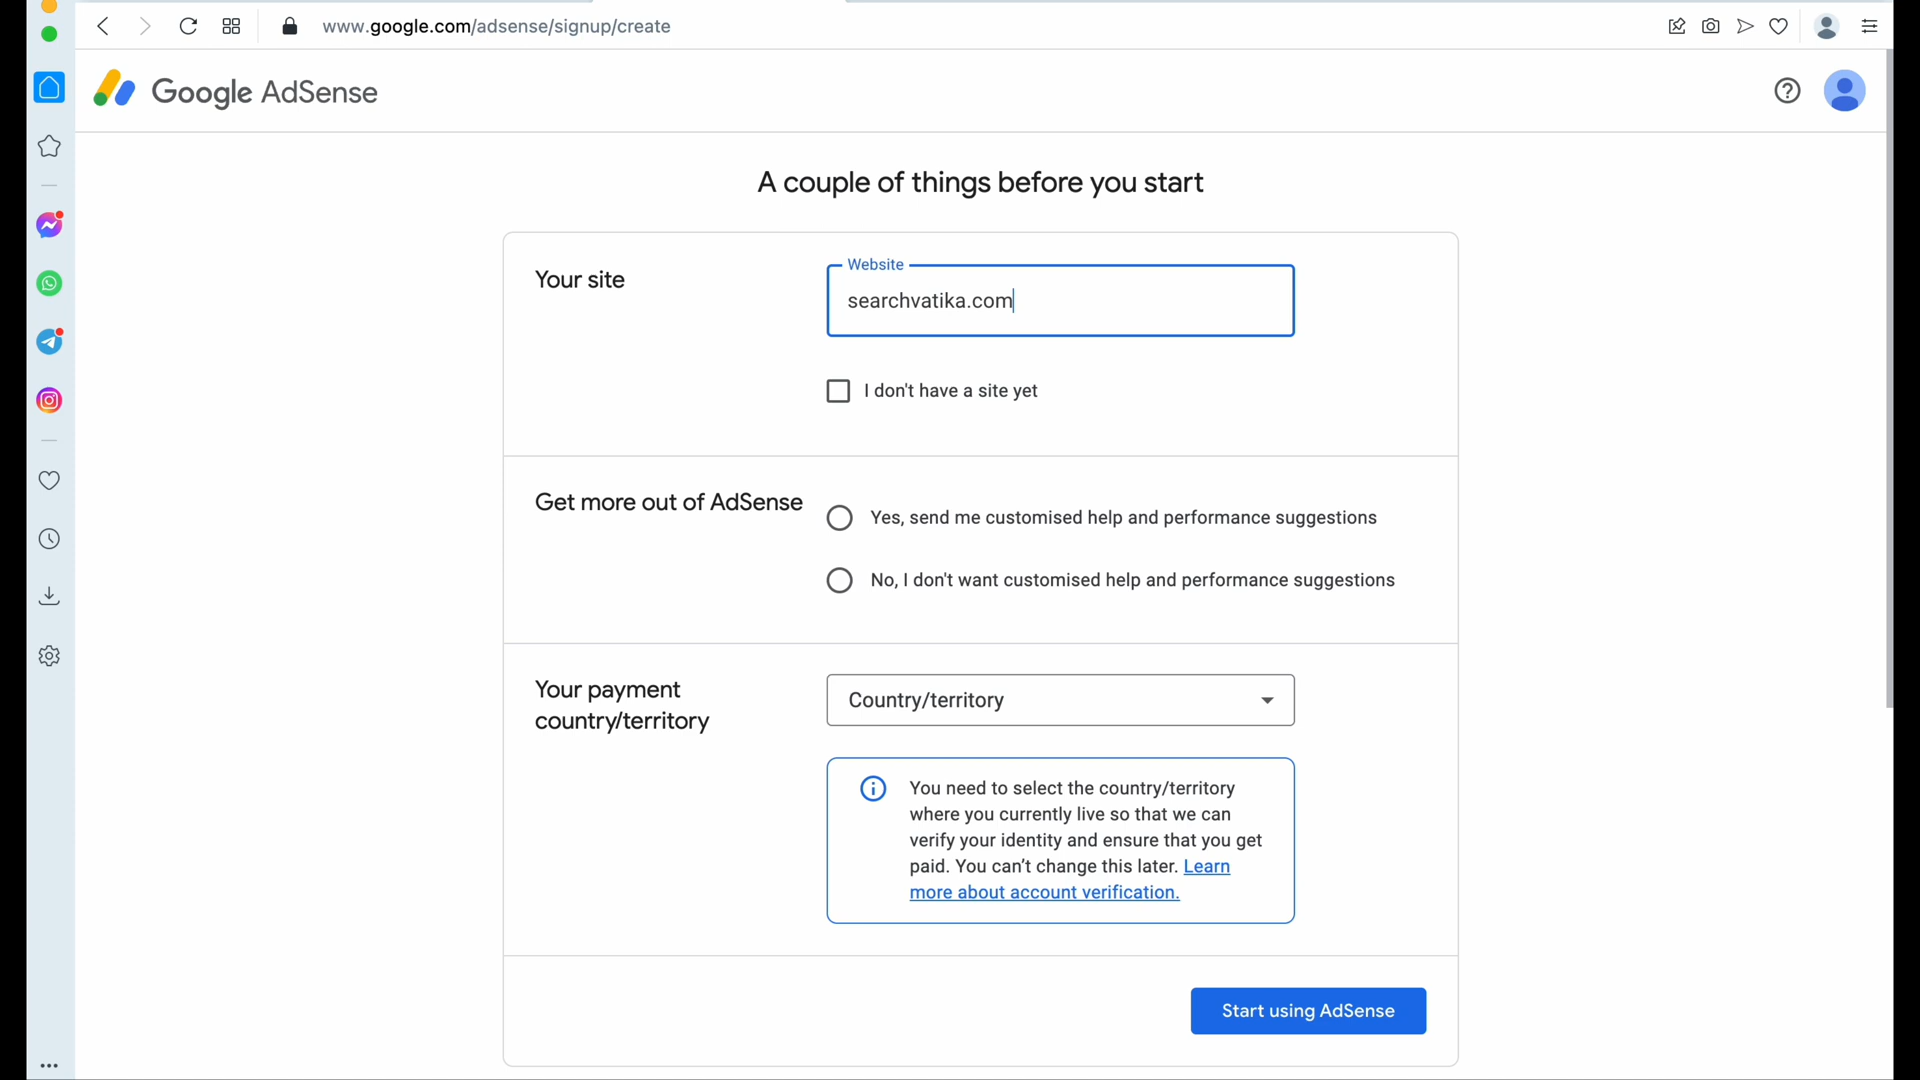 www.google.com/adsense/signup/create
Google AdSense
A couple of things before you start
Your site
Website
searchvatika.com
I don't have a site yet
Get more out of AdSense
Yes, send me customised help and performance suggestions
No, I don't want customised help and performance suggestions
Your payment
country/territory
Country/territory
You need to select the country/territory
where you currently live so that we can
verify your identity and ensure that you get
paid. You can't change this later. Learn
more about account verification.
Start using AdSense